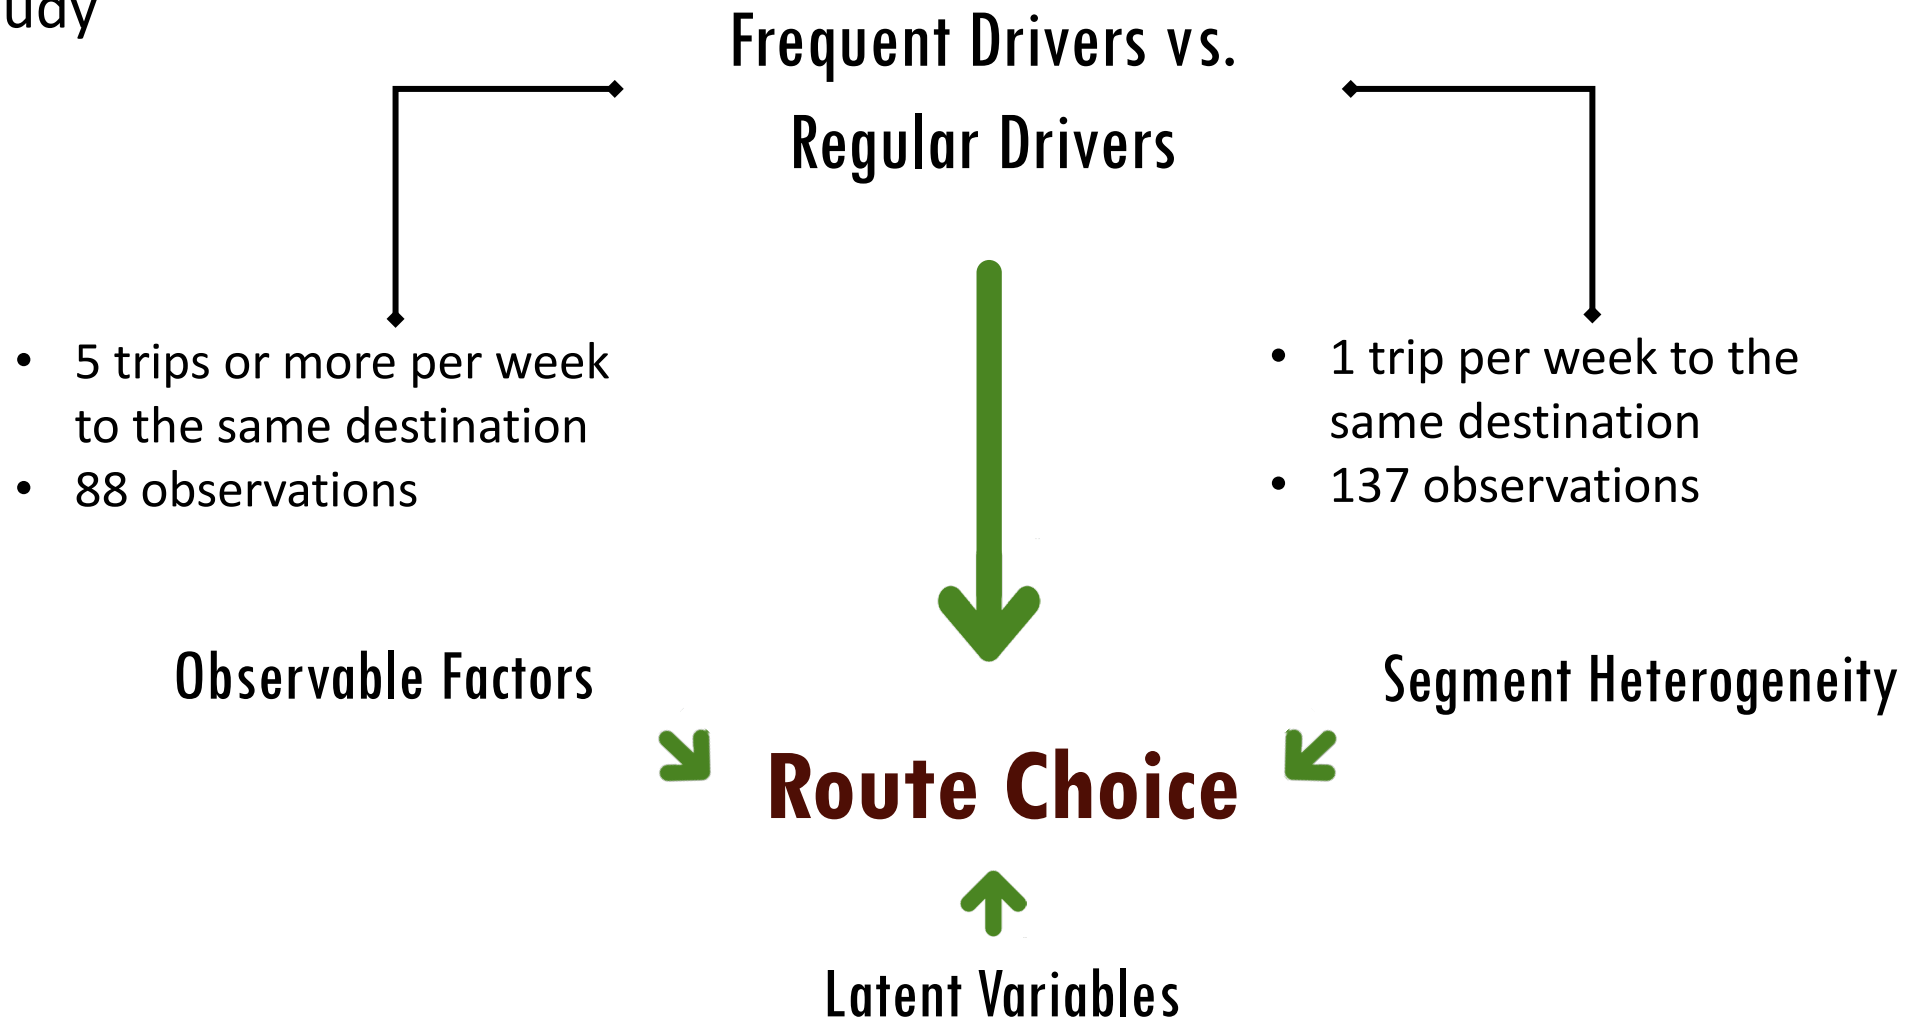 Frequent Drivers vs.
Regular Drivers
• 5 trips or more per week
to the same destination
• 88 observations
• 1 trip per week to the
same destination
• 137 observations
Observable Factors
Segment Heterogeneity
Route Choice
Latent Variables